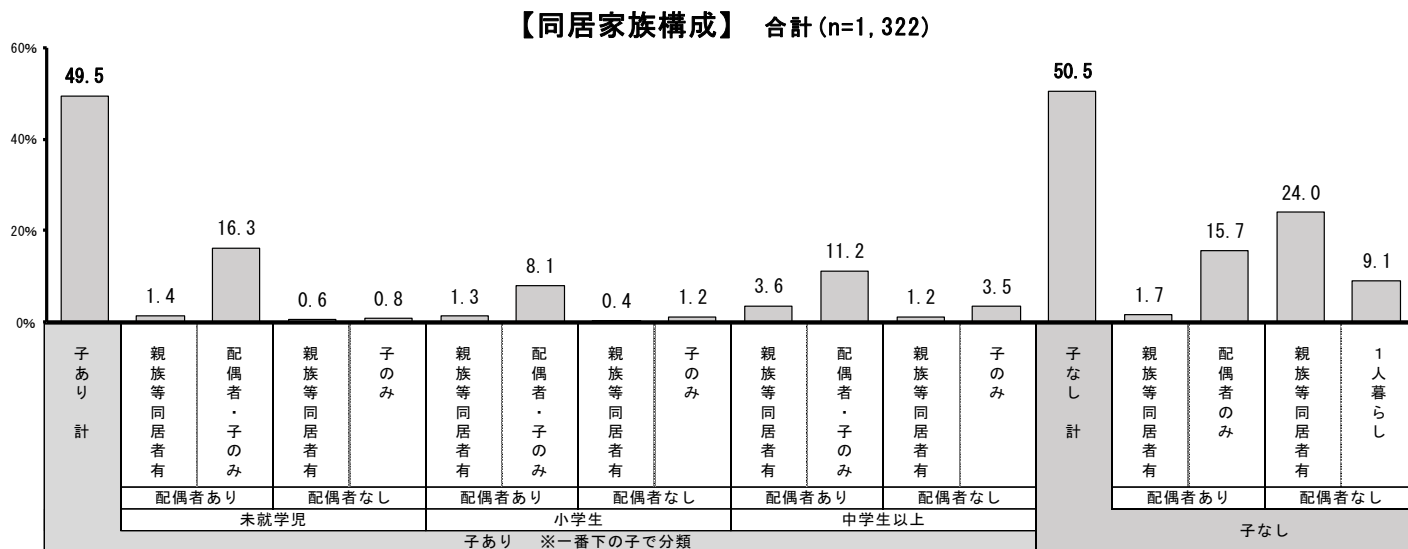 【同居家族構成】 合計(n=1,322)
60%
40%
20%
0%
49.5
1.4
16.3
0.6
0.8
1.3
8.1
0.4
1.2
3.6
11.2
1.2
3.5
50.5
1.7
15.7
24.0
9.1
子あり 計
親族等同居者有
配偶者・子のみ
親族等同居者有
子のみ
親族等同居者有
配偶者・子のみ
親族等同居者有
子のみ
親族等同居者有
配偶者・子のみ
親族等同居者有
子のみ
子なし 計
親族等同居者有
配偶者のみ
親族等同居者有
1人暮らし
配偶者あり
配偶者なし
配偶者あり
配偶者なし
配偶者あり
配偶者なし
配偶者あり
配偶者なし
未就学児
小学生
中学生以上
子あり ※一番下の子で分類
子なし